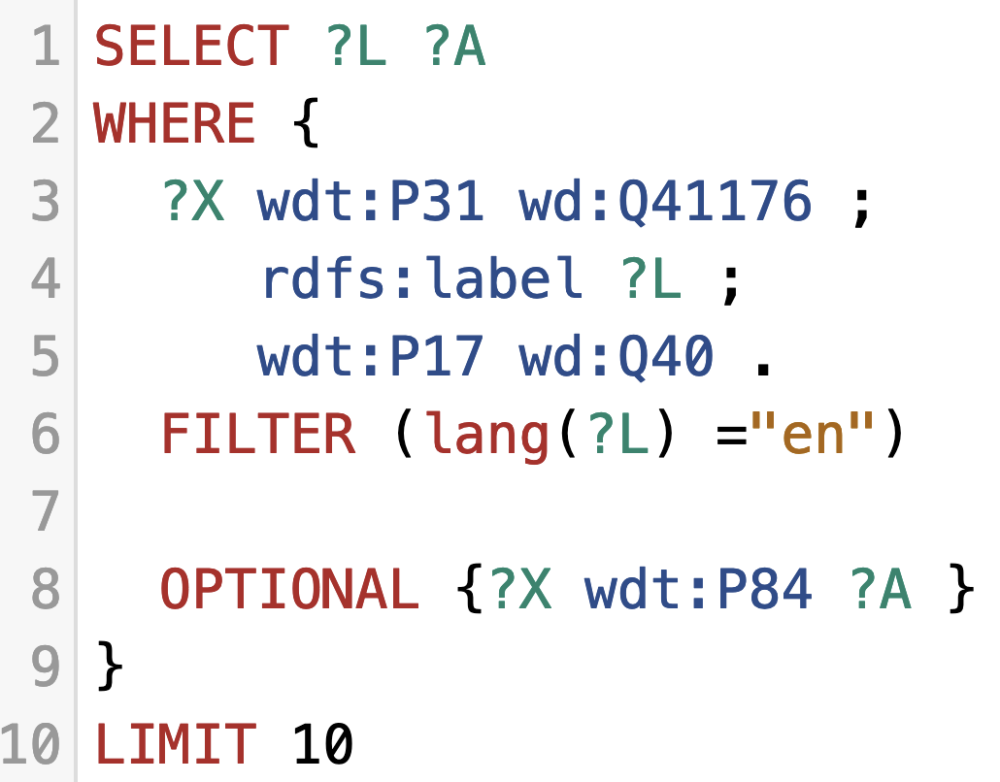 1 SELECT ?L ?A
2 WHERE {
3   ?X wdt:P31 wd:Q41176 ;
4      rdfs:label ?L ;
5      wdt:P17 wd:Q40 .
6   FILTER (lang(?L) ="en")
7
8   OPTIONAL {?X wdt:P84 ?A }
9 }
10 LIMIT 10